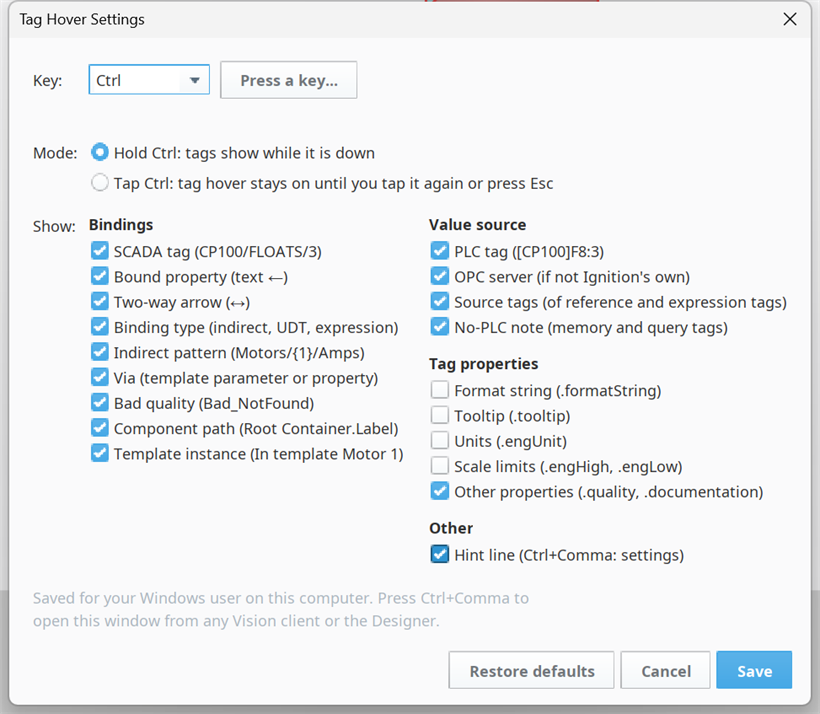 Tag Hover Settings
Key:
Ctrl
Press a key...
Mode:
Hold Ctrl: tags show while it is down
Tap Ctrl: tag hover stays on until you tap it again or press Esc
Show:
Bindings
SCADA tag (CP100/FLOATS/3)
Bound property (text ←)
Two-way arrow (↔)
Binding type (indirect, UDT, expression)
Indirect pattern (Motors/{1}/Amps)
Via (template parameter or property)
Bad quality (Bad_NotFound)
Component path (Root Container.Label)
Template instance (In template Motor 1)
Value source
PLC tag ([CP100]F8:3)
OPC server (if not Ignition's own)
Source tags (of reference and expression tags)
No-PLC note (memory and query tags)
Tag properties
Format string (.formatString)
Tooltip (.tooltip)
Units (.engUnit)
Scale limits (.engHigh, .engLow)
Other properties (.quality, .documentation)
Other
Hint line (Ctrl+Comma: settings)
Saved for your Windows user on this computer. Press Ctrl+Comma to
open this window from any Vision client or the Designer.
Restore defaults
Cancel
Save